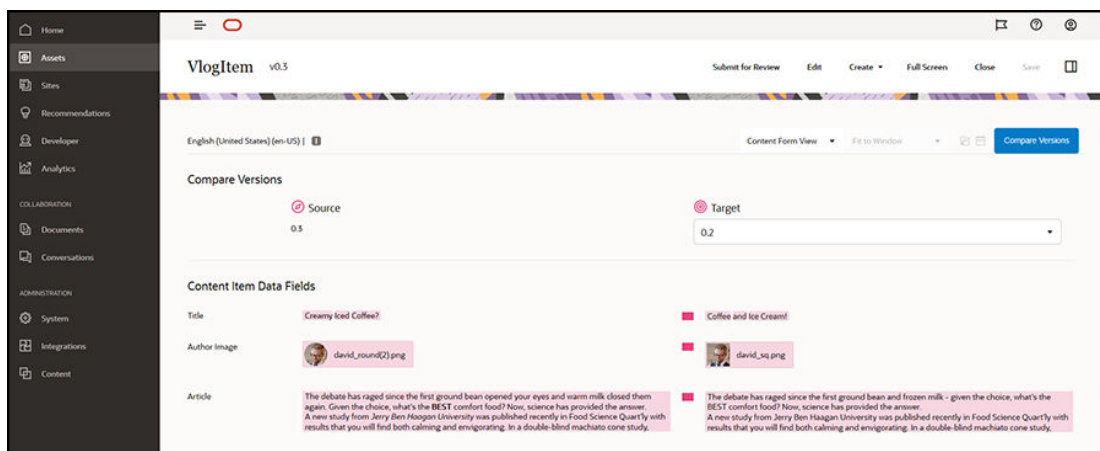 Home
Assets
Sites
Recommendations
Developer
Analytics
COLLABORATION
Documents
Conversations
ADMINISTRATION
System
Integrations
Content
VlogItem v0.3
Submit for Review Edit Create Full Screen Close Save
English (United States) (en-US) |
Content Form View Fit to Window Compare Versions
Compare Versions
Source Target
0.3 0.2
Content Item Data Fields
Title Creamy Iced Coffee? Coffee and Ice Cream!
Author Image david_round(2).png david_sq.png
Article
The debate has raged since the first ground bean opened your eyes and warm milk closed them
again. Given the choice, what's the BEST comfort food? Now, science has provided the answer.
A new study from Jerry Ben Haagan University was published recently in Food Science Quart'ly with
results that you will find both calming and envigorating. In a double-blind machiato cone study,
The debate has raged since the first ground bean and frozen milk - given the choice, what's the
BEST comfort food? Now, science has provided the answer.
A new study from Jerry Ben Haagan University was published recently in Food Science Quart'ly with
results that you will find both calming and envigorating. In a double-blind machiato cone study,